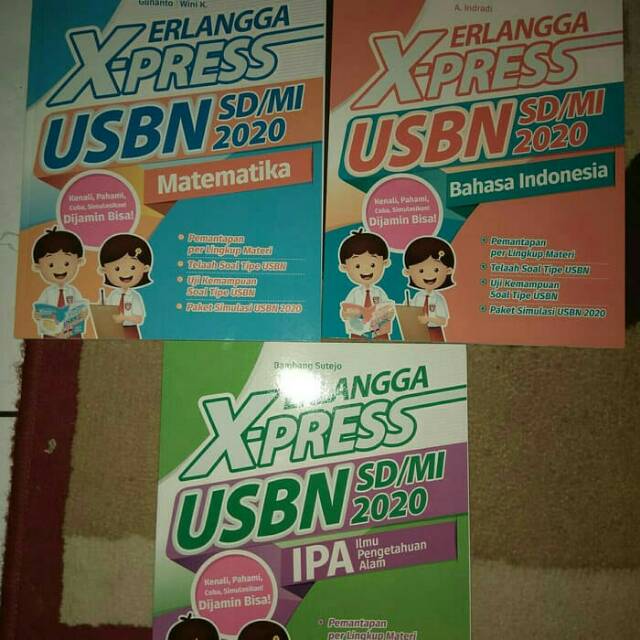 Gunanto | Wini K.
ERLANGGA
X-PRESS
USBN SD/MI
2020
Matematika
Kenali, Pahami,
Coba, Simulasikan!
Dijamin Bisa!
• Pemantapan
per Lingkup Materi
• Telaah Soal Tipe USBN
• Uji Kemampuan
Soal Tipe USBN
• Paket Simulasi USBN 2020
A. Indradi
ERLANGGA
X-PRESS
USBN SD/MI
2020
Bahasa Indonesia
Kenali, Pahami,
Coba, Simulasikan!
Dijamin Bisa!
• Pemantapan
per Lingkup Materi
• Telaah Soal Tipe USBN
• Uji Kemampuan
Soal Tipe USBN
• Paket Simulasi USBN 2020
Bambang Sutejo
ERLANGGA
X-PRESS
USBN SD/MI
2020
IPA Ilmu
Pengetahuan
Alam
Kenali, Pahami,
Coba, Simulasikan!
Dijamin Bisa!
• Pemantapan
per Lingkup Materi